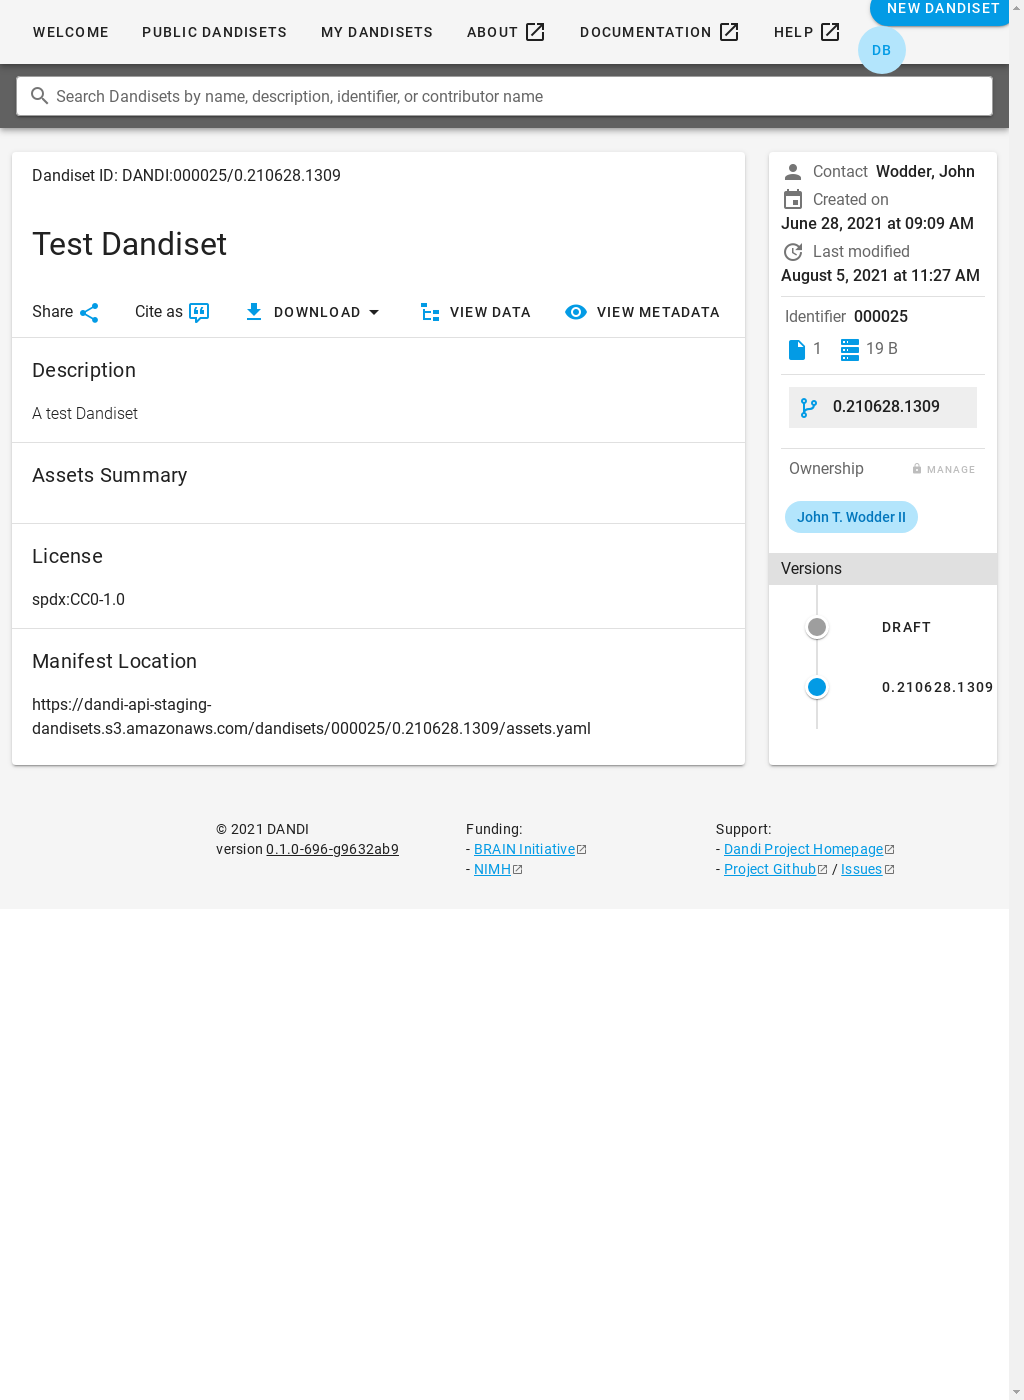 WELCOME
PUBLIC DANDISETS
MY DANDISETS
ABOUT
DOCUMENTATION
HELP
NEW DANDISET
DB
Search Dandisets by name, description, identifier, or contributor name
Dandiset ID: DANDI:000025/0.210628.1309
Test Dandiset
Share
Cite as
DOWNLOAD
VIEW DATA
VIEW METADATA
Description
A test Dandiset
Assets Summary
License
spdx:CC0-1.0
Manifest Location
https://dandi-api-staging-
dandisets.s3.amazonaws.com/dandisets/000025/0.210628.1309/assets.yaml
Contact Wodder, John
Created on
June 28, 2021 at 09:09 AM
Last modified
August 5, 2021 at 11:27 AM
Identifier 000025
1 19 B
0.210628.1309
Ownership MANAGE
John T. Wodder II
Versions
DRAFT
0.210628.1309
© 2021 DANDI
version 0.1.0-696-g9632ab9
Funding:
- BRAIN Initiative
- NIMH
Support:
- Dandi Project Homepage
- Project Github / Issues